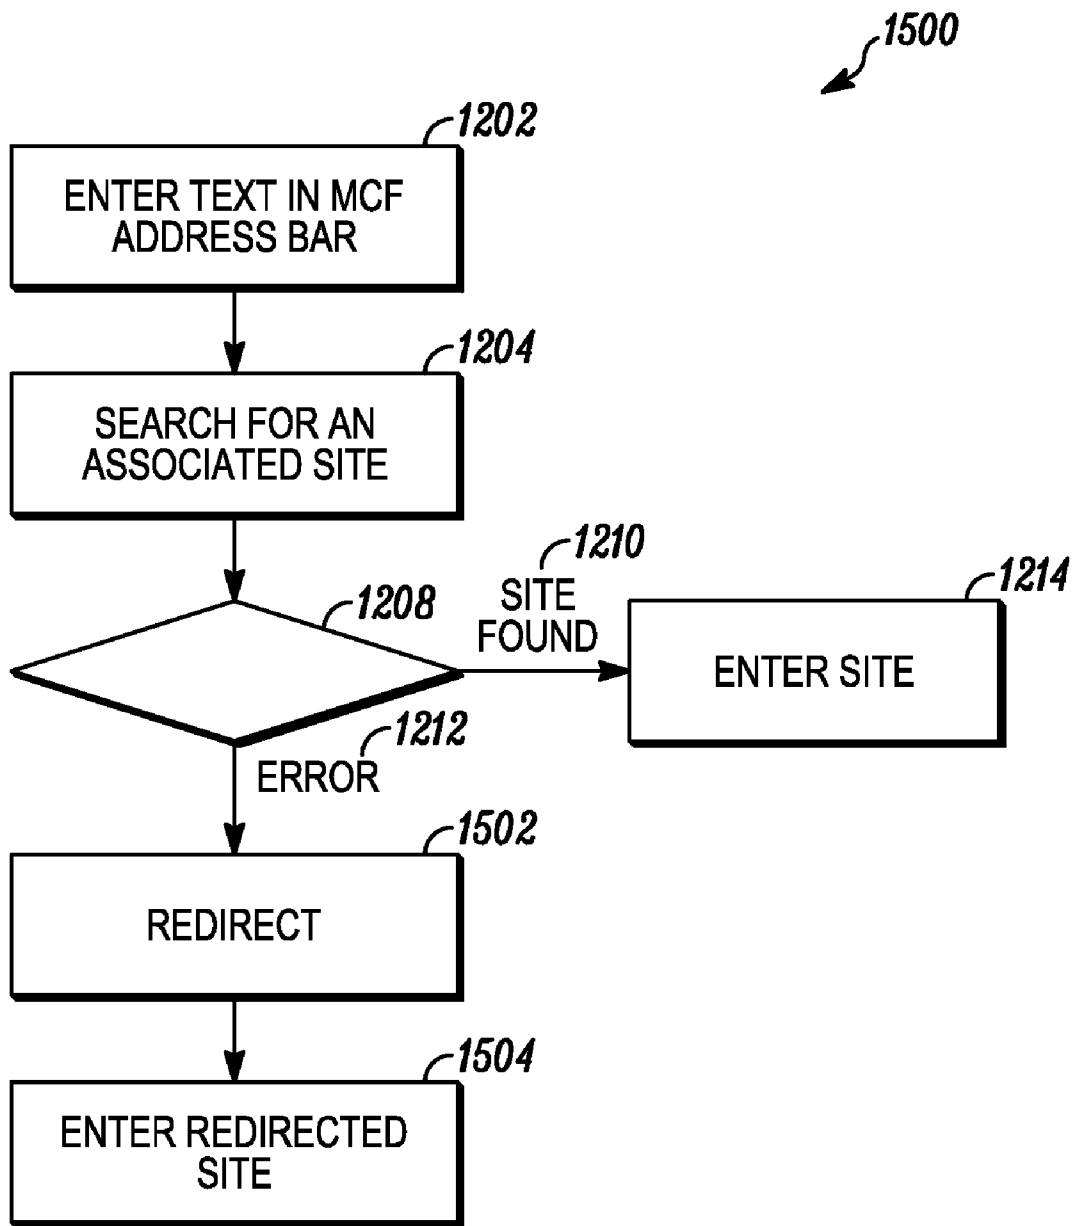 1500
1202
ENTER TEXT IN MCF
ADDRESS BAR
1204
SEARCH FOR AN
ASSOCIATED SITE
1208
1210
SITE
FOUND
1214
ENTER SITE
1212
ERROR
1502
REDIRECT
1504
ENTER REDIRECTED
SITE